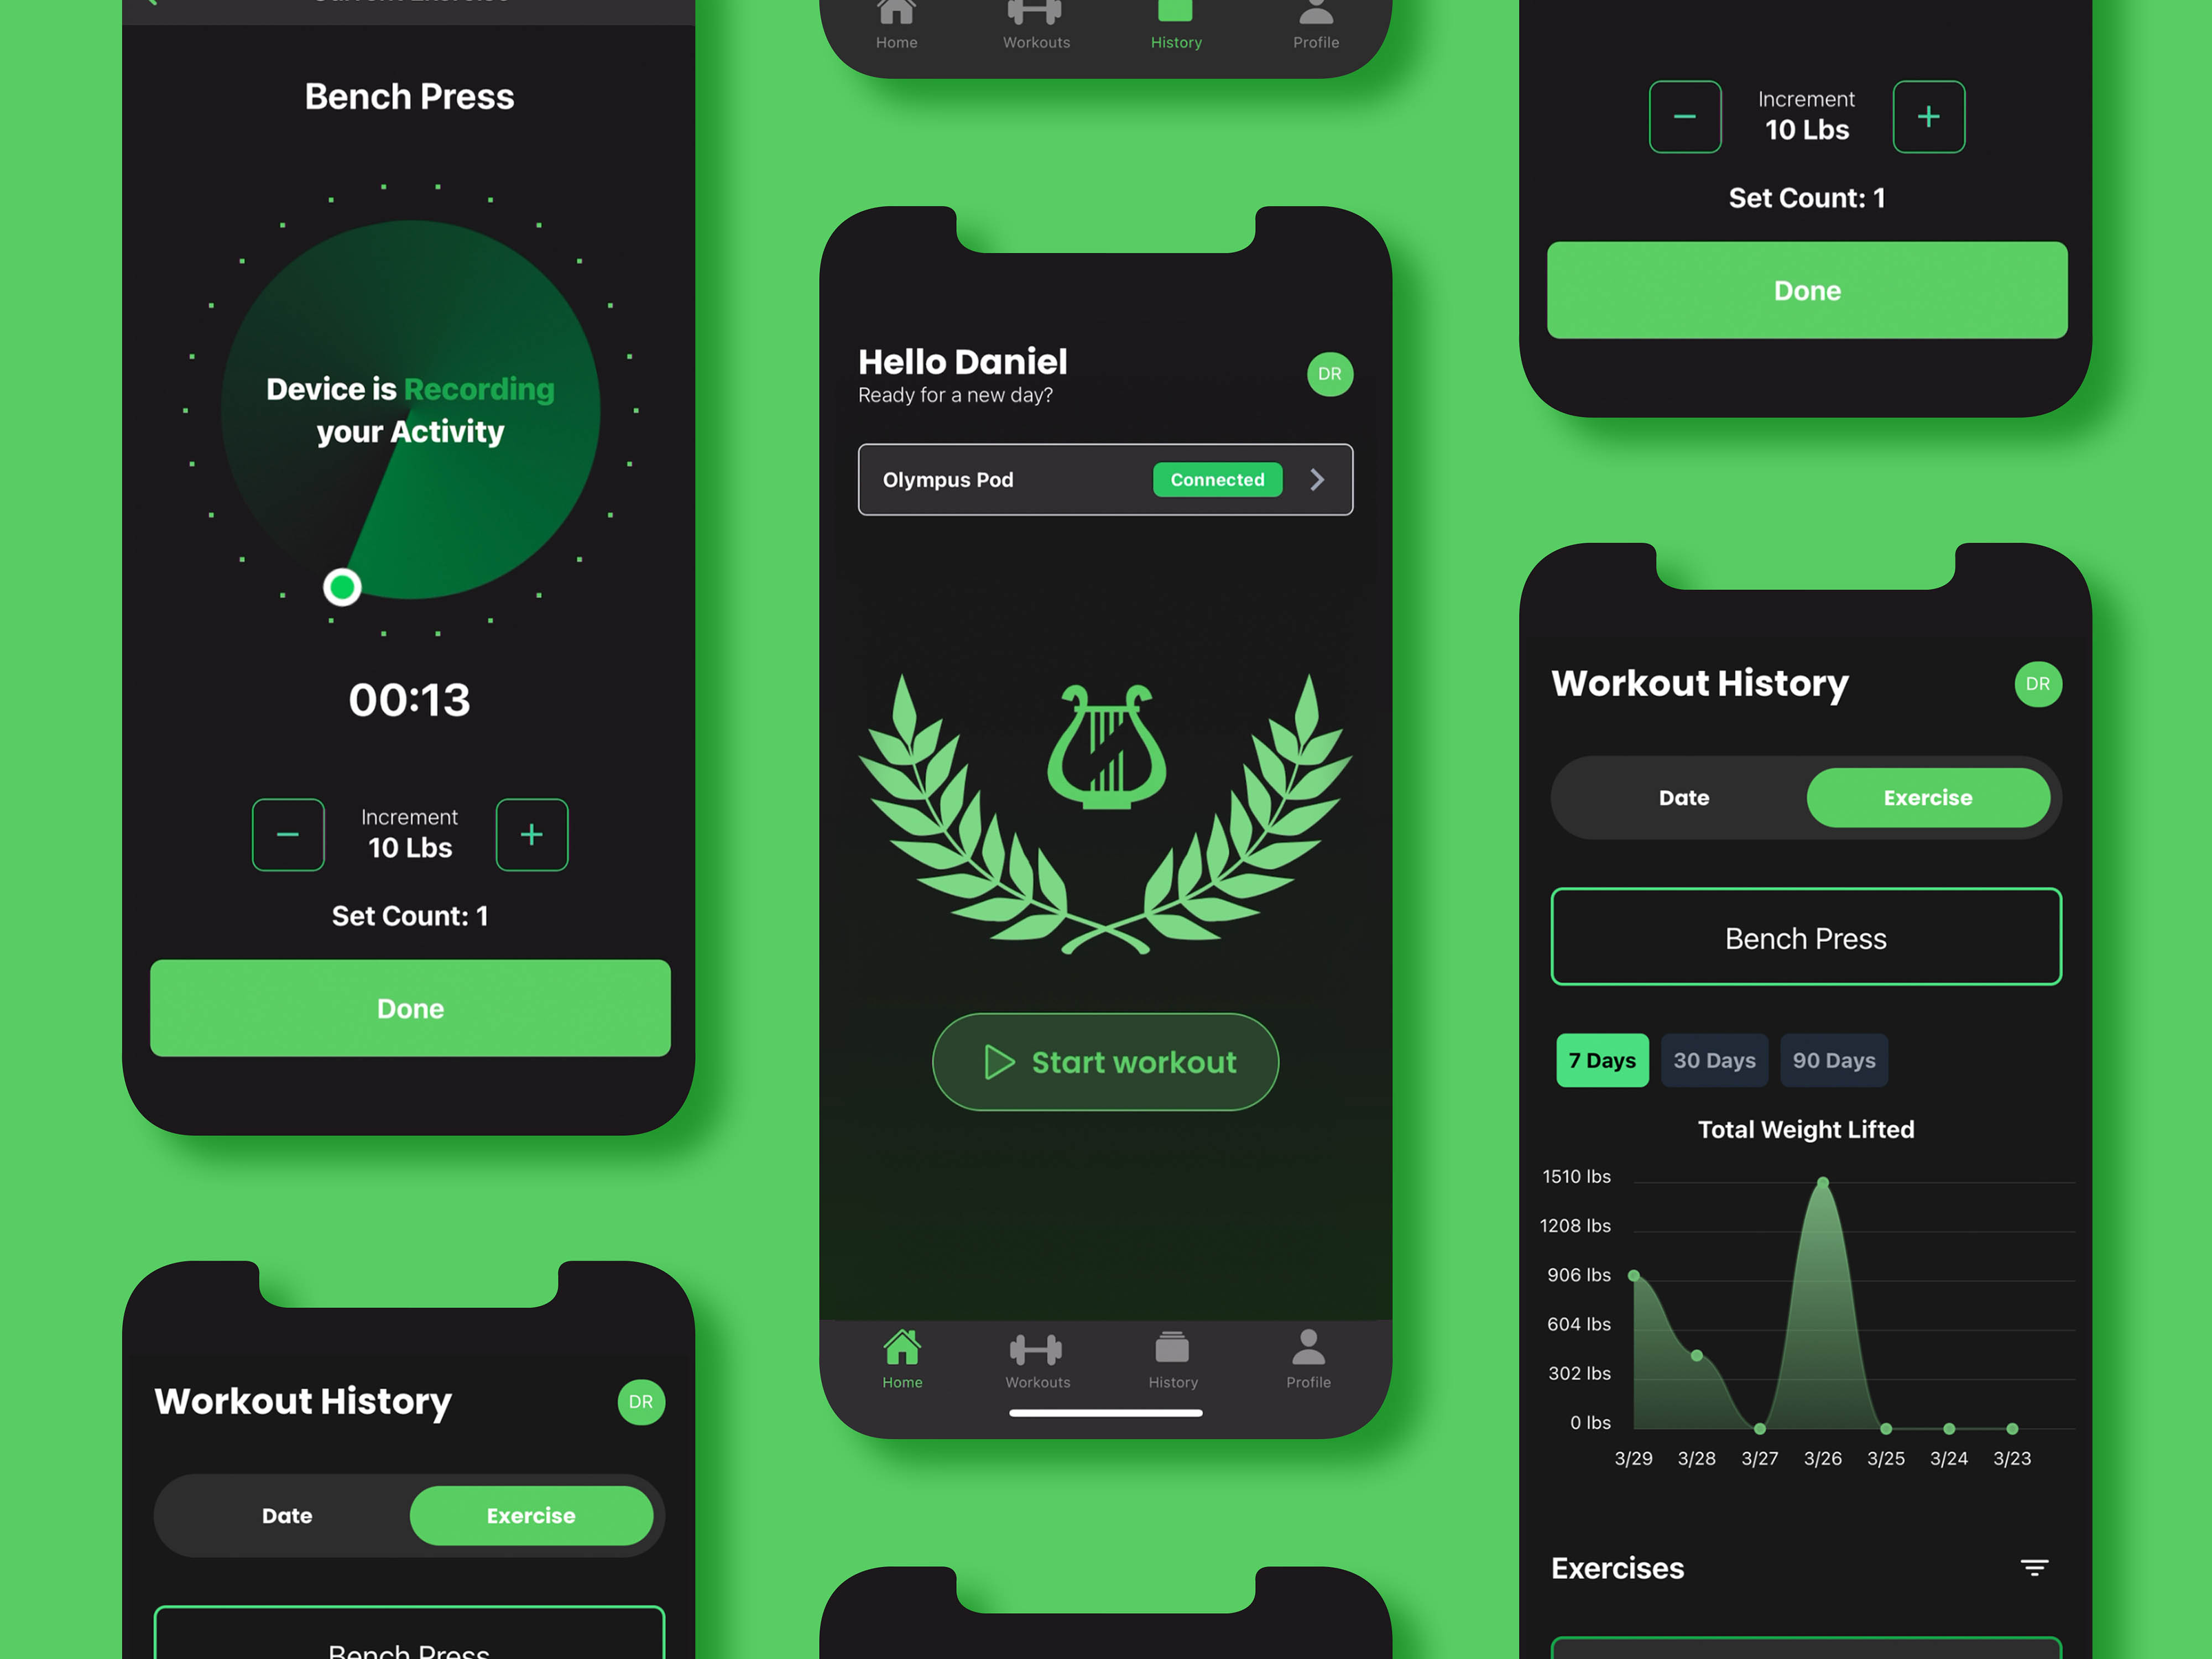 Current Exercise
Bench Press
Device is Recording
your Activity
00:13
Increment
10 Lbs
Set Count: 1
Done
Workout History
DR
Date
Exercise
Bench Press
Home
Workouts
History
Profile
Hello Daniel
DR
Ready for a new day?
Olympus Pod
Connected
Start workout
Home
Workouts
History
Profile
Increment
10 Lbs
Set Count: 1
Done
Workout History
DR
Date
Exercise
Bench Press
7 Days
30 Days
90 Days
Total Weight Lifted
1510 lbs
1208 lbs
906 lbs
604 lbs
302 lbs
0 lbs
3/29
3/28
3/27
3/26
3/25
3/24
3/23
Exercises